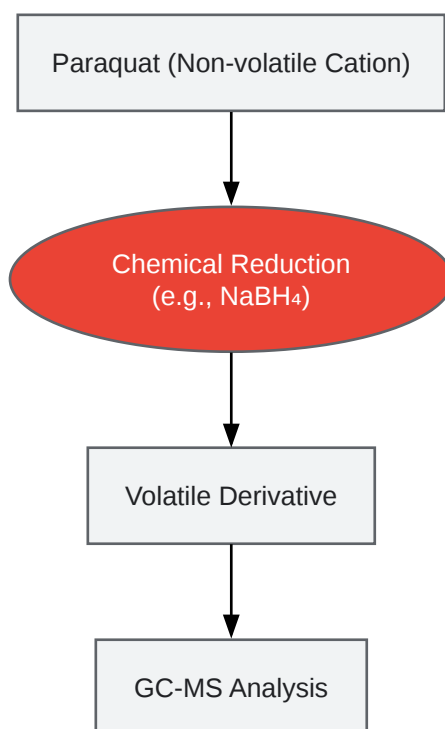 Paraquat (Non-volatile Cation)
Chemical Reduction
(e.g., NaBH₄)
Volatile Derivative
GC-MS Analysis